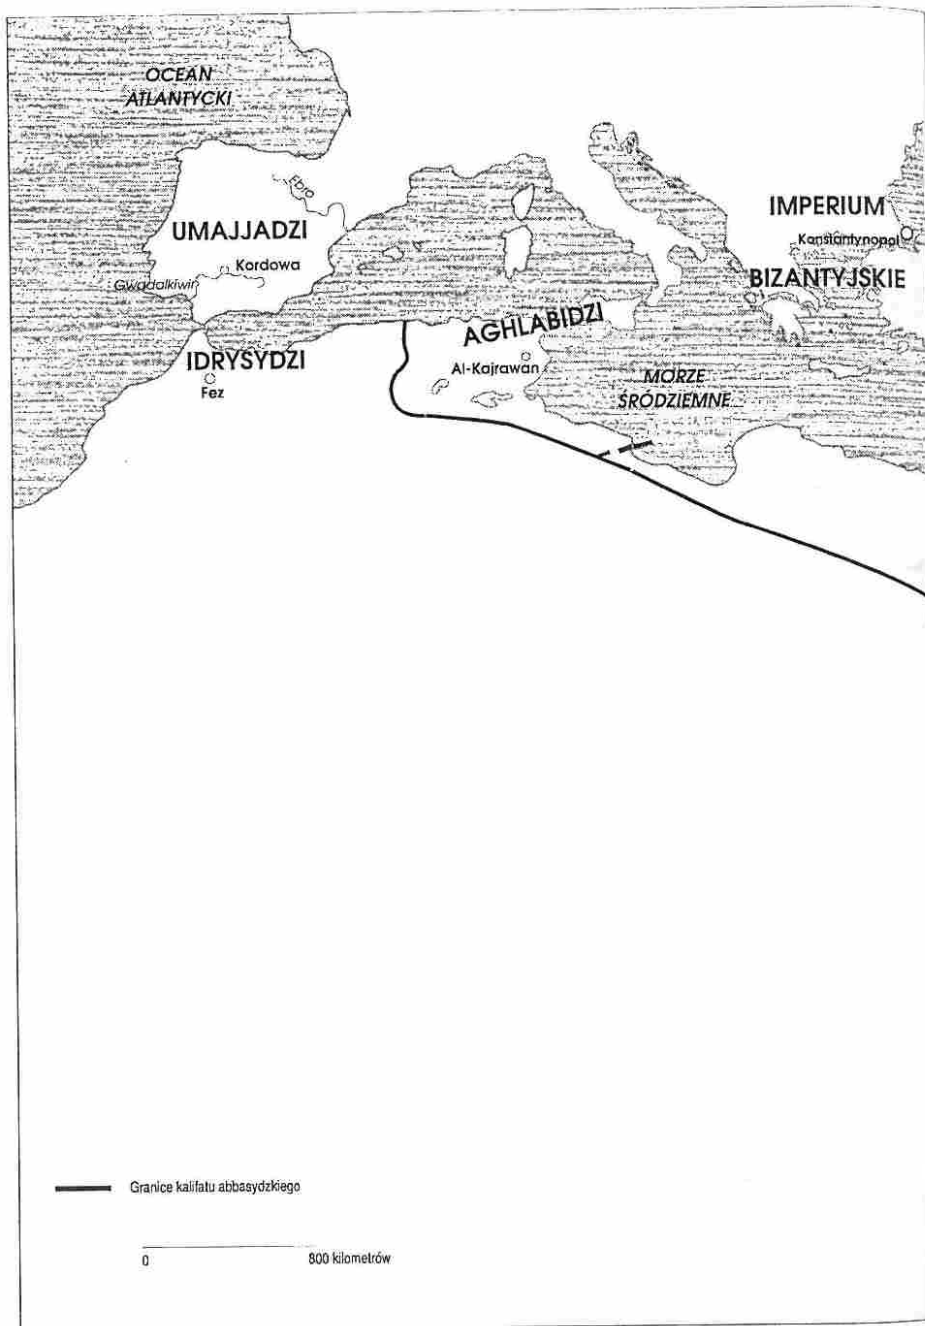 OCEAN
ATLANTYCKI
Ebro
UMAJJADZI
Kordowa
Gwadalkiwir
IMPERIUM
Konstantynopol
BIZANTYJSKIE
AGHLABIDZI
IDRYSYDZI
Fez
Al-Kajrawan
MORZE
ŚRÓDZIEMNE
Granice kalifatu abbasydzkiego
0
800 kilometrów